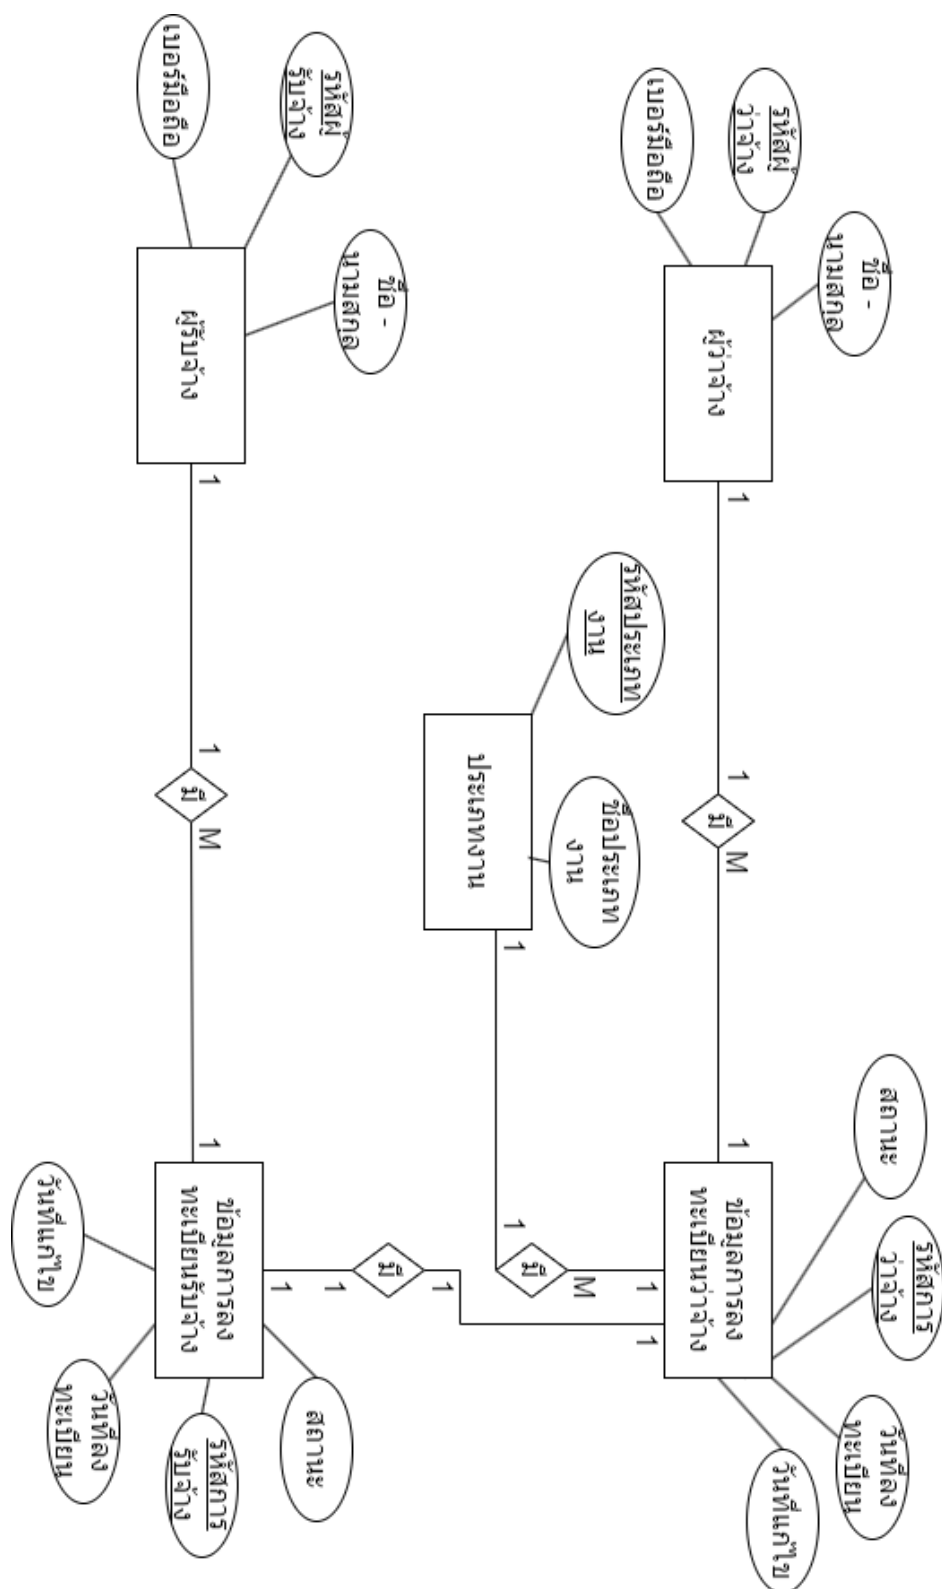 ชื่อ -
นามสกุล
รหัสผู้
ว่าจ้าง
เบอร์มือถือ
ผู้ว่าจ้าง
1
1
มี
M
1
สถานะ
รหัสการ
ว่าจ้าง
วันที่ลง
ทะเบียน
วันที่แก้ไข
ข้อมูลการลง
ทะเบียนว่าจ้าง
รหัสประเภท
งาน
ชื่อประเภท
งาน
ประเภทงาน
1
1
มี
M
1
1
1
มี
1
1
ชื่อ -
นามสกุล
รหัสผู้
รับจ้าง
เบอร์มือถือ
ผู้รับจ้าง
1
1
มี
M
1
ข้อมูลการลง
ทะเบียนรับจ้าง
สถานะ
รหัสการ
รับจ้าง
วันที่ลง
ทะเบียน
วันที่แก้ไข